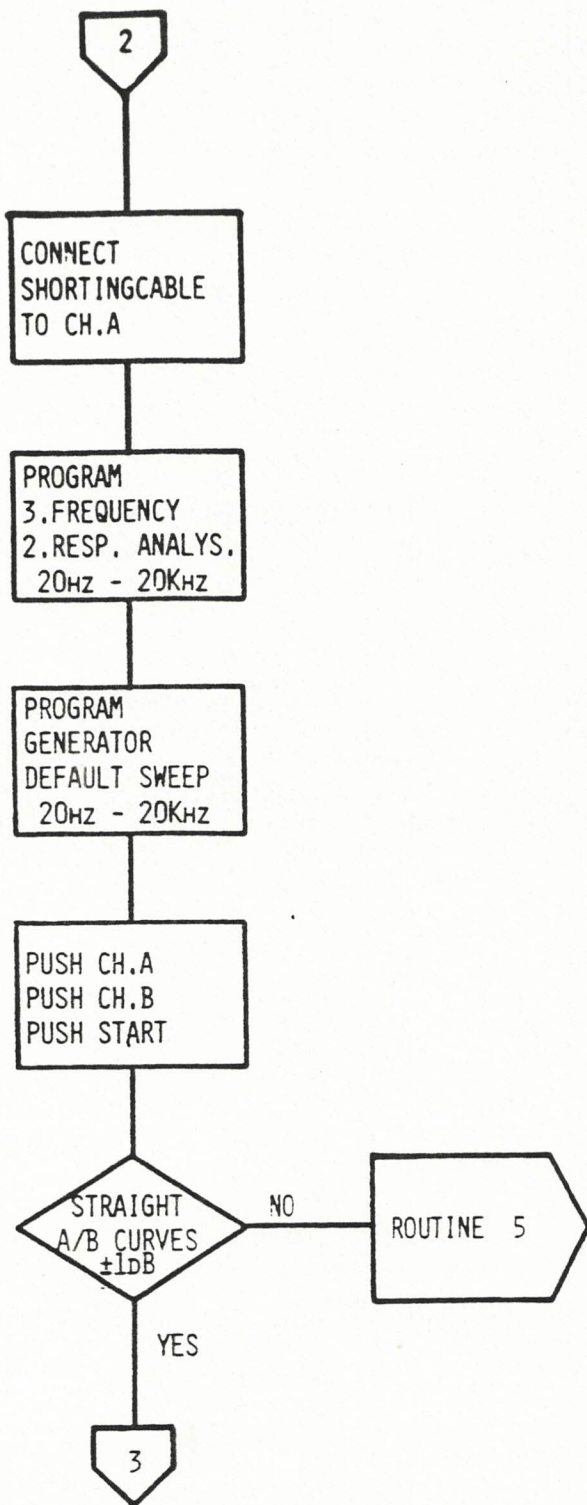 2
CONNECT
SHORTINGCABLE
TO CH.A
PROGRAM
3.FREQUENCY
2.RESP. ANALYS.
20HZ - 20KHZ
PROGRAM
GENERATOR
DEFAULT SWEEP
20HZ - 20KHZ
PUSH CH.A
PUSH CH.B
PUSH START
STRAIGHT
A/B CURVES
±1DB
NO
ROUTINE 5
YES
3